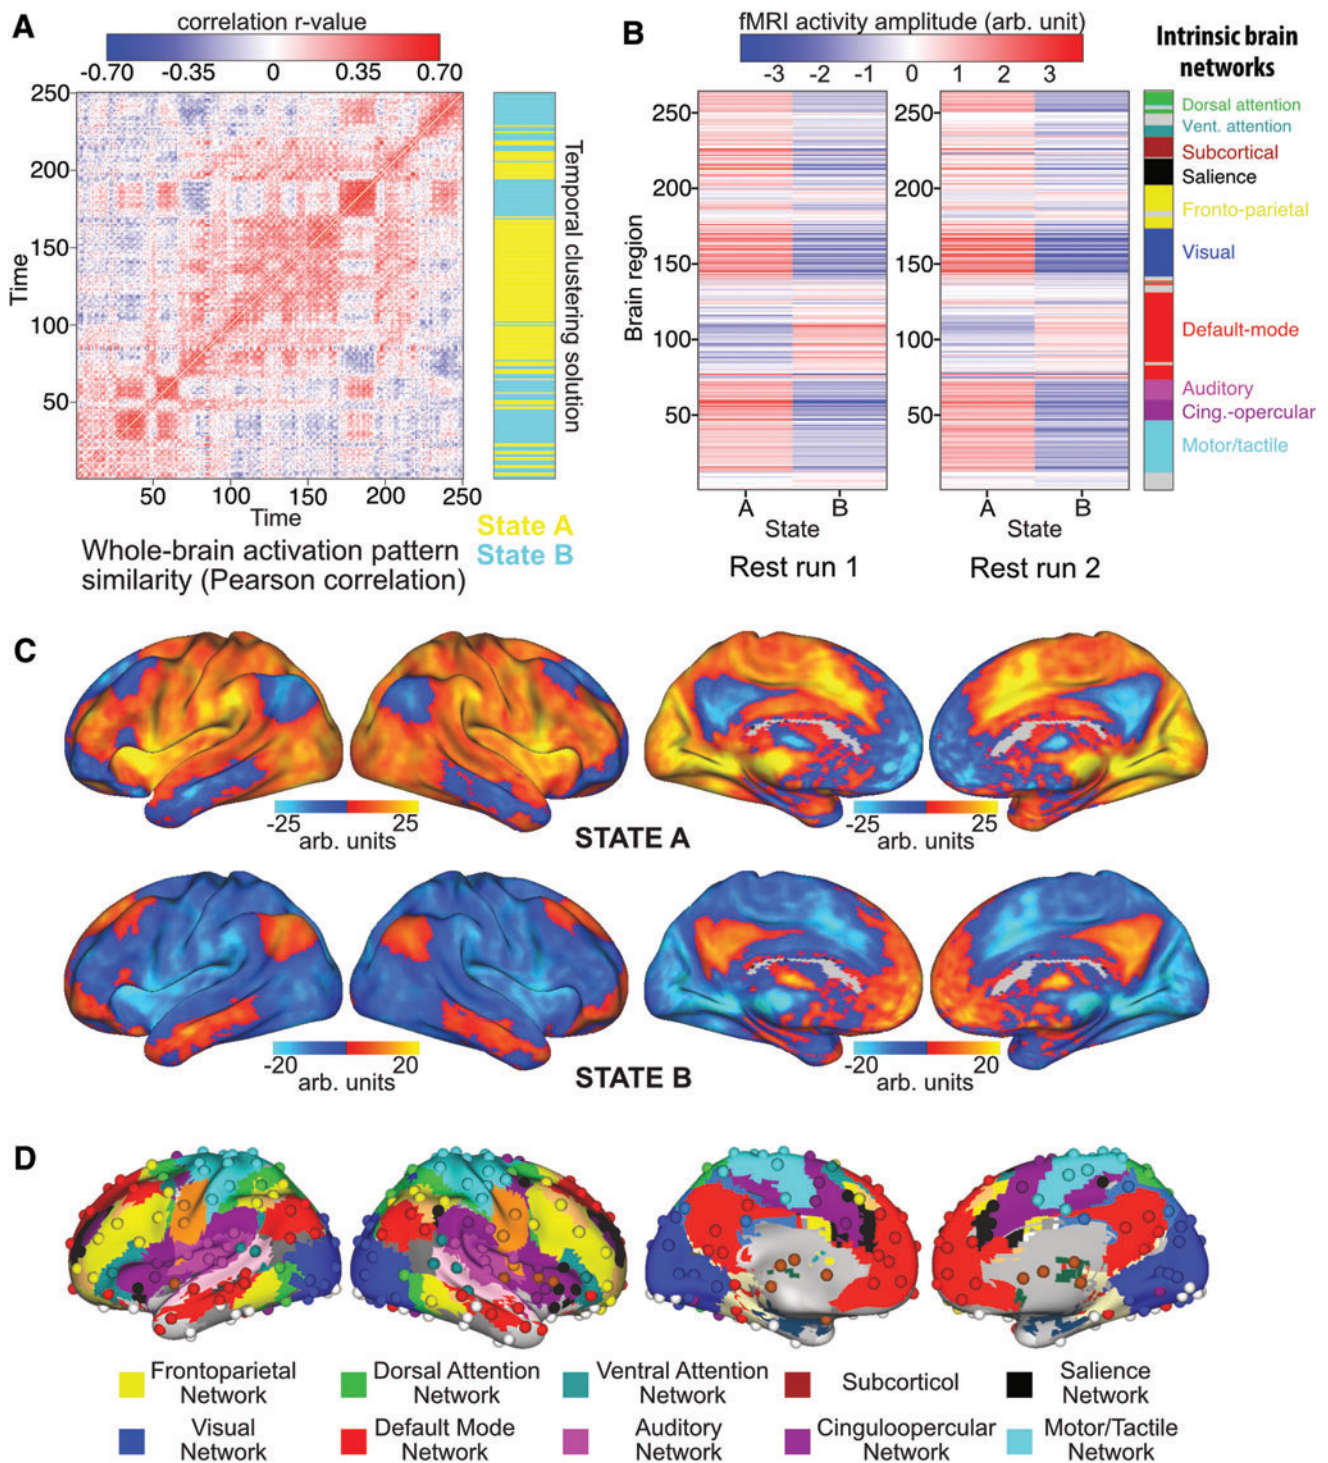 A
correlation r-value
-0.70 -0.35 0 0.35 0.70
250
200
150
100
50
Time
50 100 150 200 250
Time
Temporal clustering solution
Whole-brain activation pattern
similarity (Pearson correlation)
State A
State B
B
fMRI activity amplitude (arb. unit)
-3 -2 -1 0 1 2 3
Brain region
250
200
150
100
50
A B
State
Rest run 1
250
200
150
100
50
A B
State
Rest run 2
Intrinsic brain
networks
Dorsal attention
Vent. attention
Subcortical
Salience
Fronto-parietal
Visual
Default-mode
Auditory
Cing.-opercular
Motor/tactile
C
-25 25
arb. units
STATE A
-25 25
arb. units
-20 20
arb. units
STATE B
-20 20
arb. units
D
Frontoparietal
Network
Dorsal Attention
Network
Ventral Attention
Network
Subcorticol
Salience
Network
Visual
Network
Default Mode
Network
Auditory
Network
Cinguloopercular
Network
Motor/Tactile
Network